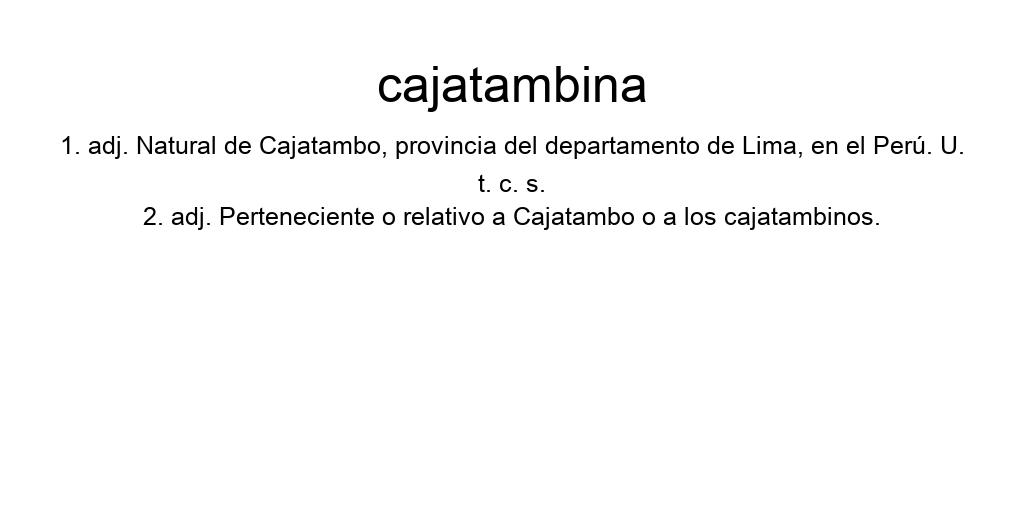 cajatambina
1. adj. Natural de Cajatambo, provincia del departamento de Lima, en el Perú. U.
t. c. s.
2. adj. Perteneciente o relativo a Cajatambo o a los cajatambinos.